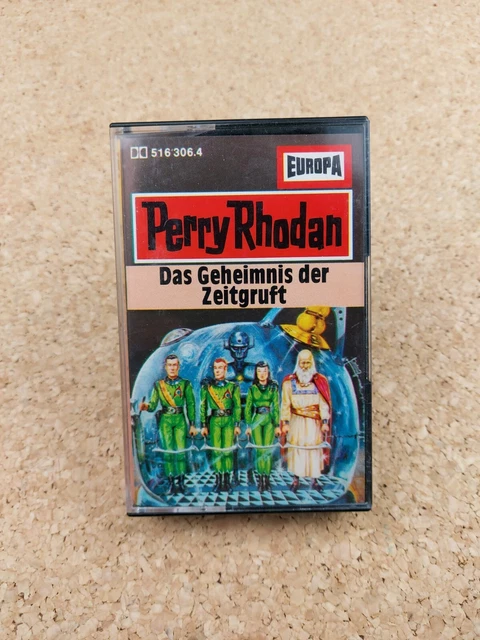 516 306.4
EUROPA
Perry Rhodan
Das Geheimnis der
Zeitgruft